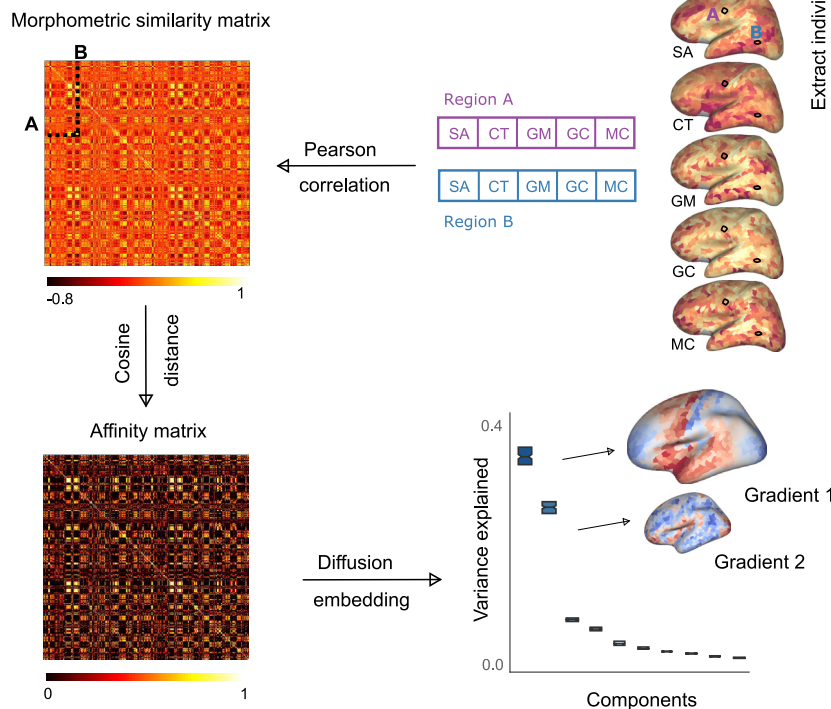 Morphometric similarity matrix
B
A
-0.8
1
Pearson
correlation
Region A
SA CT GM GC MC
SA CT GM GC MC
Region B
A
B
SA
CT
GM
GC
MC
Extract indivi
Cosine
distance
Affinity matrix
0
1
Diffusion
embedding
Variance explained
0.4
0.0
Components
Gradient 1
Gradient 2